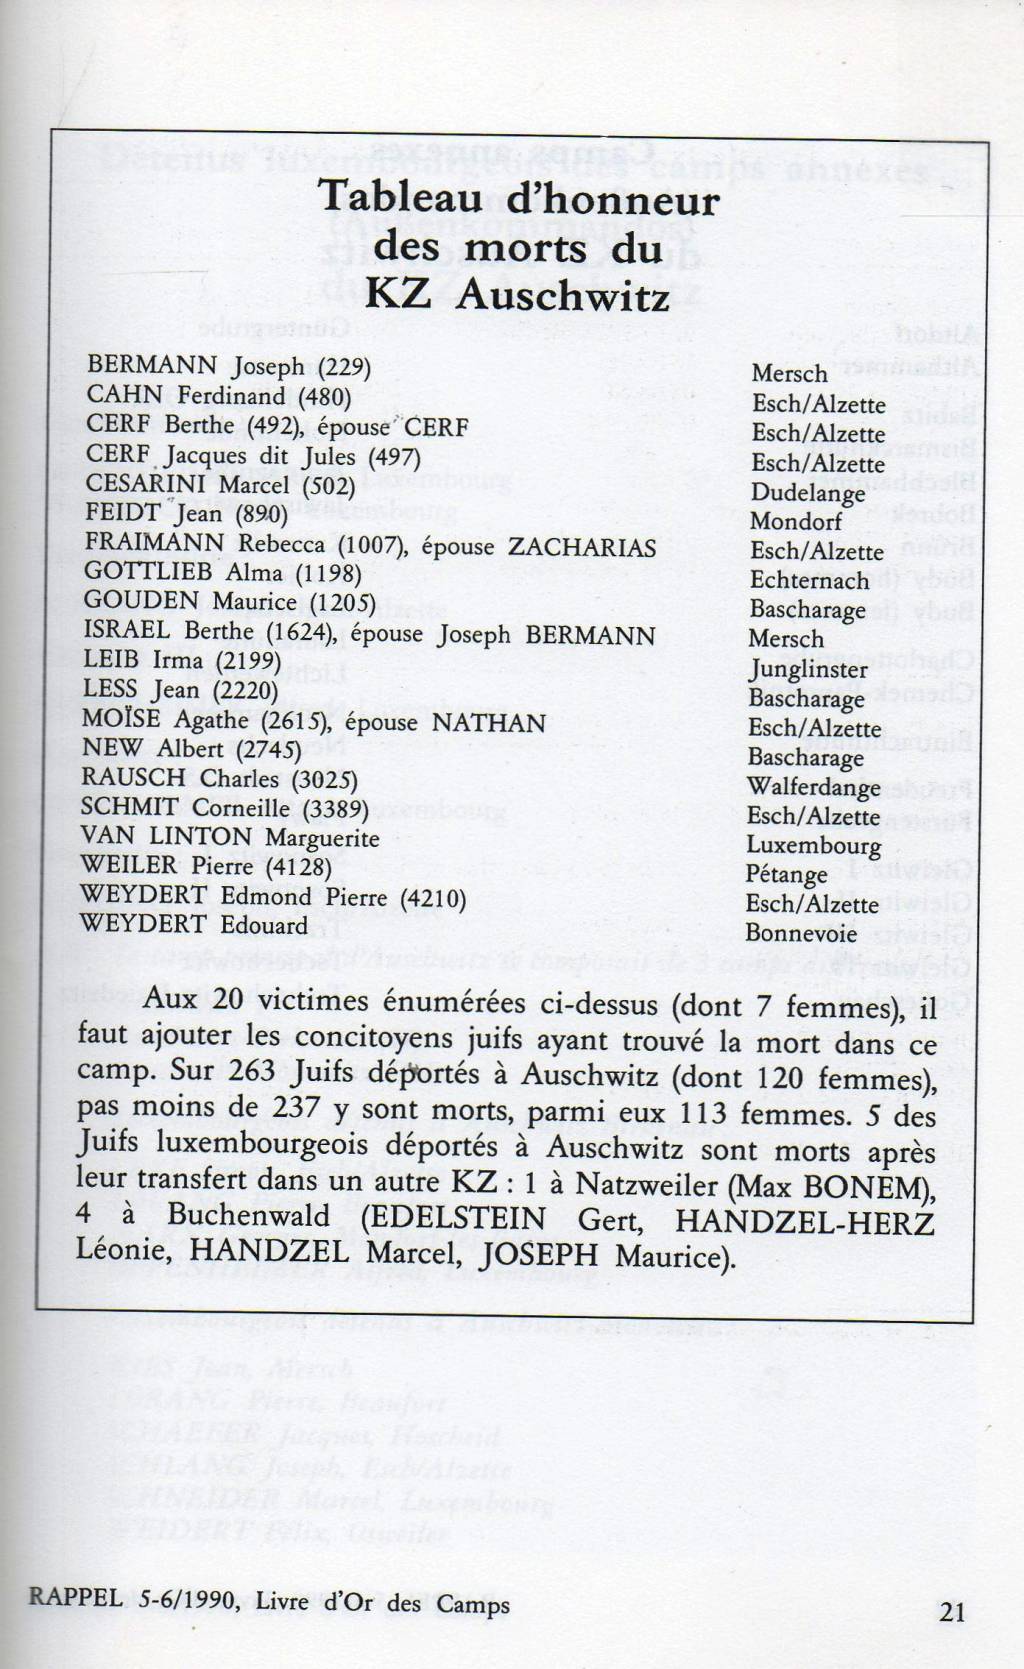 Tableau d'honneur
des morts du
KZ Auschwitz
BERMANN Joseph (229) Mersch
CAHN Ferdinand (480) Esch/Alzette
CERF Berthe (492), épouse CERF Esch/Alzette
CERF Jacques dit Jules (497) Esch/Alzette
CESARINI Marcel (502) Dudelange
FEIDT Jean (890) Mondorf
FRAIMANN Rebecca (1007), épouse ZACHARIAS Esch/Alzette
GOTTLIEB Alma (1198) Echternach
GOUDEN Maurice (1205) Bascharage
ISRAEL Berthe (1624), épouse Joseph BERMANN Mersch
LEIB Irma (2199) Junglinster
LESS Jean (2220) Bascharage
MOÏSE Agathe (2615), épouse NATHAN Esch/Alzette
NEW Albert (2745) Bascharage
RAUSCH Charles (3025) Walferdange
SCHMIT Corneille (3389) Esch/Alzette
VAN LINTON Marguerite Luxembourg
WEILER Pierre (4128) Pétange
WEYDERT Edmond Pierre (4210) Esch/Alzette
WEYDERT Edouard Bonnevoie
Aux 20 victimes énumérées ci-dessus (dont 7 femmes), il
faut ajouter les concitoyens juifs ayant trouvé la mort dans ce
camp. Sur 263 Juifs déportés à Auschwitz (dont 120 femmes),
pas moins de 237 y sont morts, parmi eux 113 femmes. 5 des
Juifs luxembourgeois déportés à Auschwitz sont morts après
leur transfert dans un autre KZ : 1 à Natzweiler (Max BONEM),
4 à Buchenwald (EDELSTEIN Gert, HANDZEL-HERZ
Léonie, HANDZEL Marcel, JOSEPH Maurice).
RAPPEL 5-6/1990, Livre d'Or des Camps
21